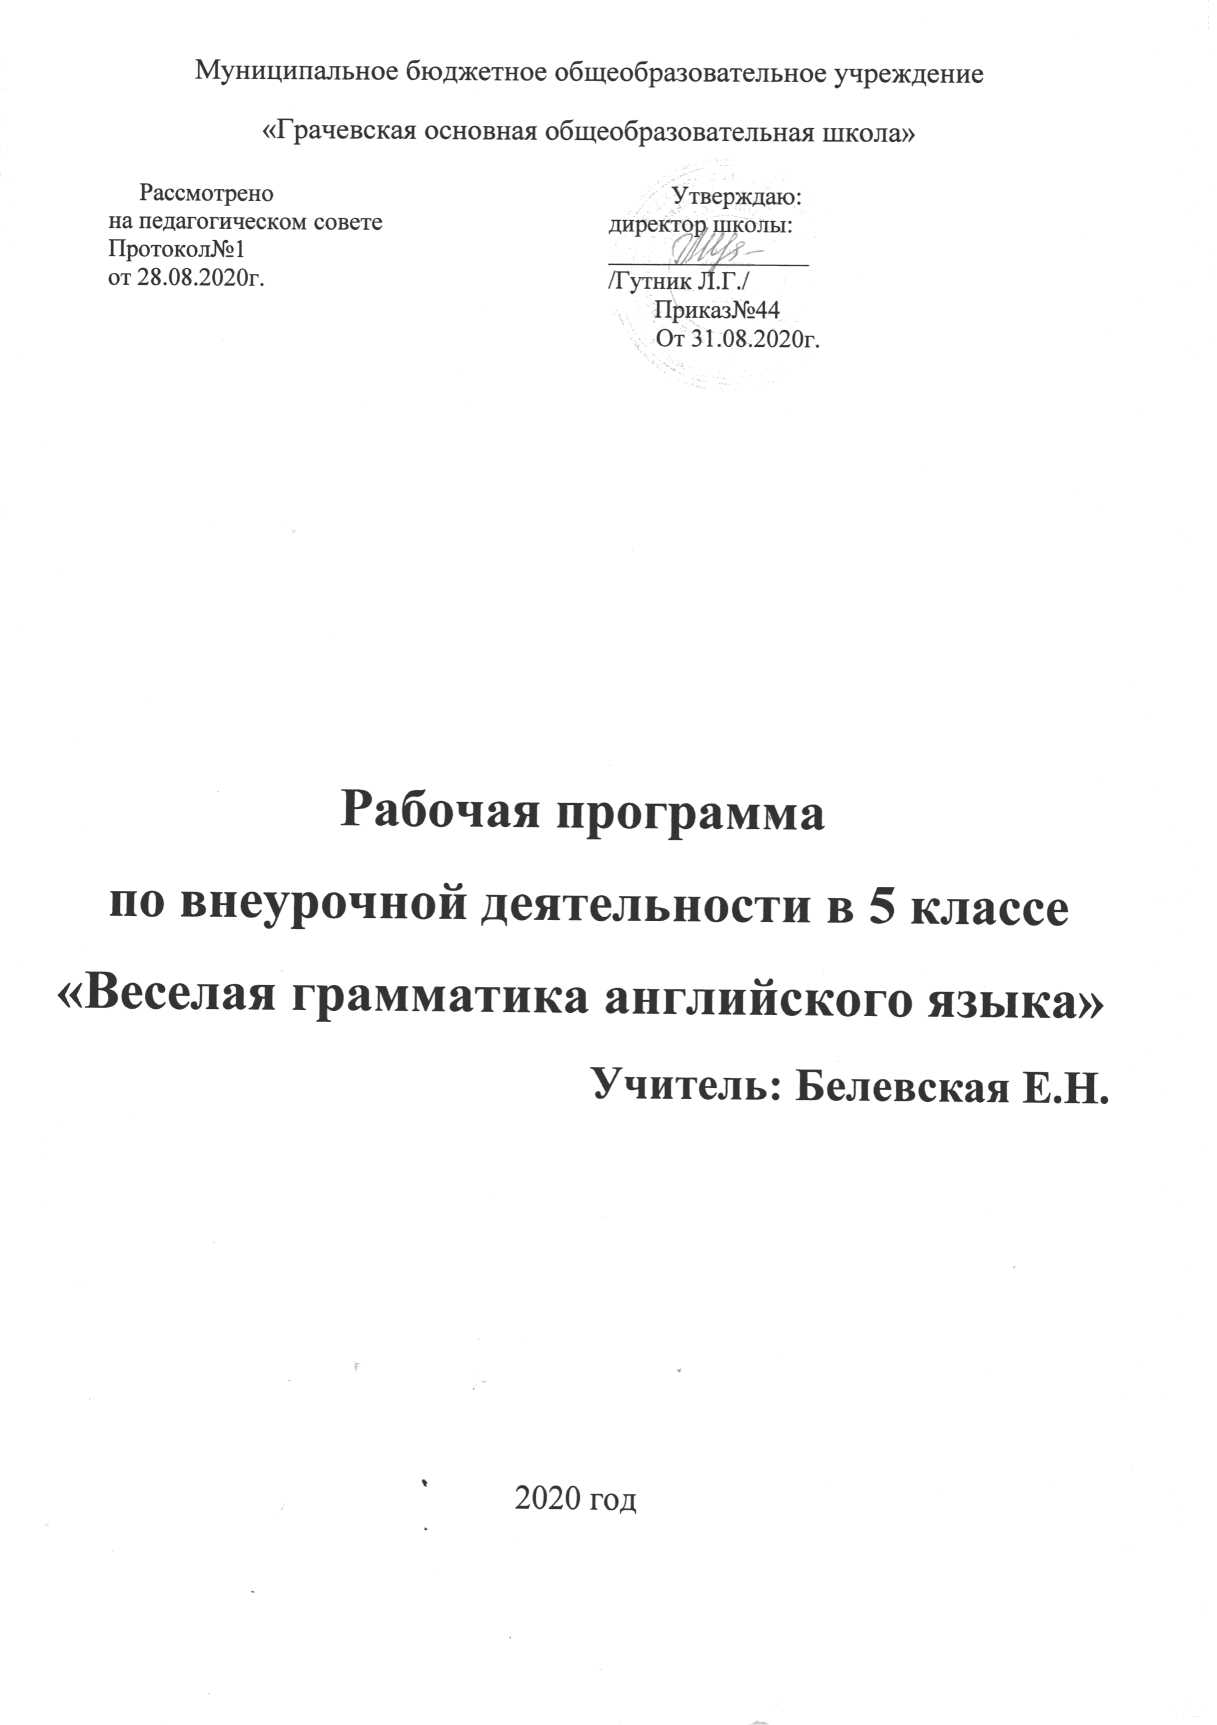 Муниципальное бюджетное общеобразовательное учреждение
«Грачевская основная общеобразовательная школа»
Рассмотрено
на педагогическом совете
Протокол№1
от 28.08.2020г.
Утверждаю:
директор школы:
/Гутник Л.Г./
Приказ№44
От 31.08.2020г.
Рабочая программа
по внеурочной деятельности в 5 классе
«Веселая грамматика английского языка»
Учитель: Белевская Е.Н.
2020 год